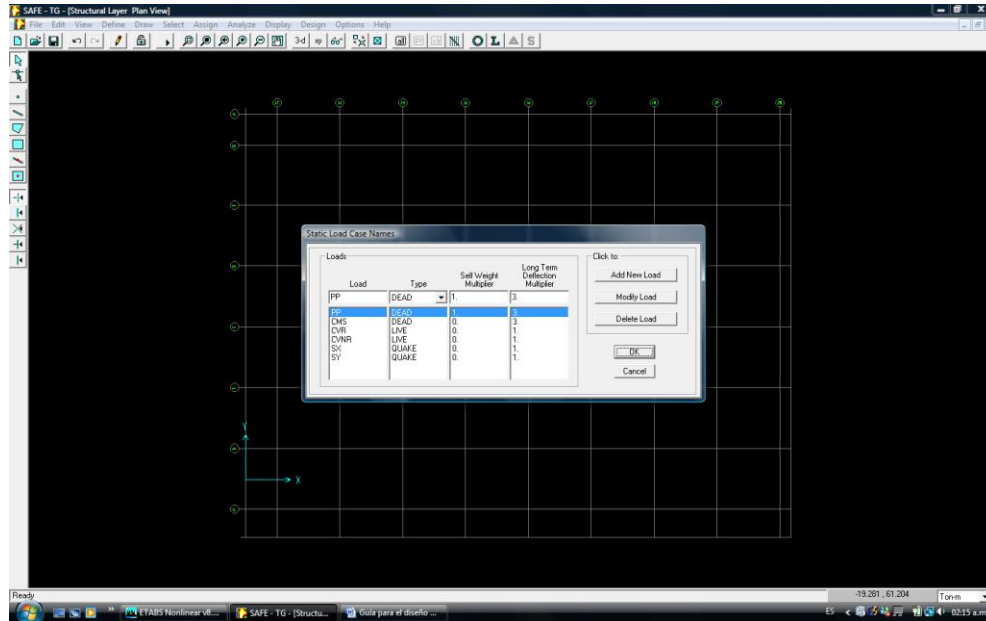 SAFE - TG - [Structural Layer Plan View]
File Edit View Define Draw Select Assign Analyze Display Design Options Help
3-d
Static Load Case Names
Loads
Click to:
Load Type Self Weight Multiplier Long Term Deflection Multiplier
PP DEAD 1. 3.
PP DEAD 1. 3.
CMS DEAD 0. 3.
CVR LIVE 0. 1.
CVNR LIVE 0. 1.
SX QUAKE 0. 1.
SY QUAKE 0. 1.
Add New Load
Modify Load
Delete Load
OK
Cancel
Y
X
Ready
-19.281 , 61.204
Ton-m
ETABS Nonlinear v8....
SAFE - TG - [Structu...
Guia para el diseño ...
ES
02:15 a.m.